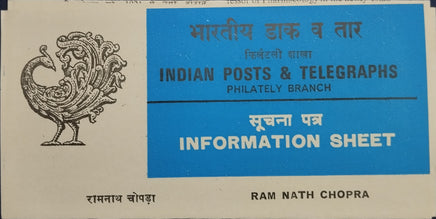 भारतीय डाक व तार
फिलेटली शाखा
INDIAN POSTS & TELEGRAPHS
PHILATELY BRANCH
सूचना पत्र
INFORMATION SHEET
रामनाथ चोपड़ा
RAM NATH CHOPRA